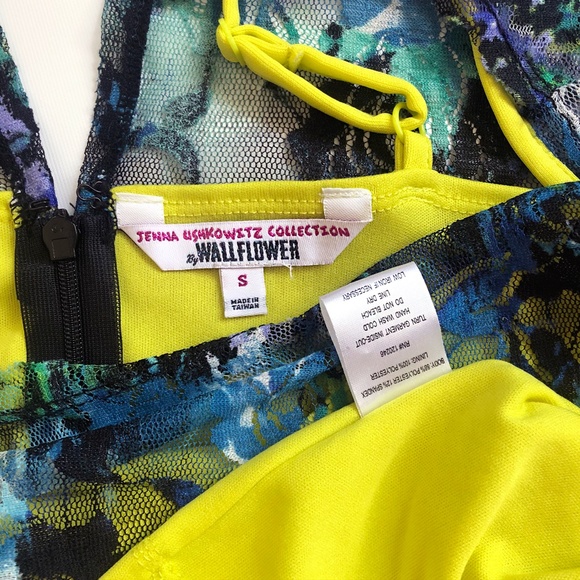 JENNA USHKOWITZ COLLECTION
By WALLFLOWER
S
MADE IN
TAIWAN
BODY: 88% POLYESTER 12% SPANDEX
LINING: 100% POLYESTER
RN# 120246
TURN GARMENT INSIDE-OUT
HAND WASH COLD
DO NOT BLEACH
LINE DRY
LOW IRON IF NECESSARY